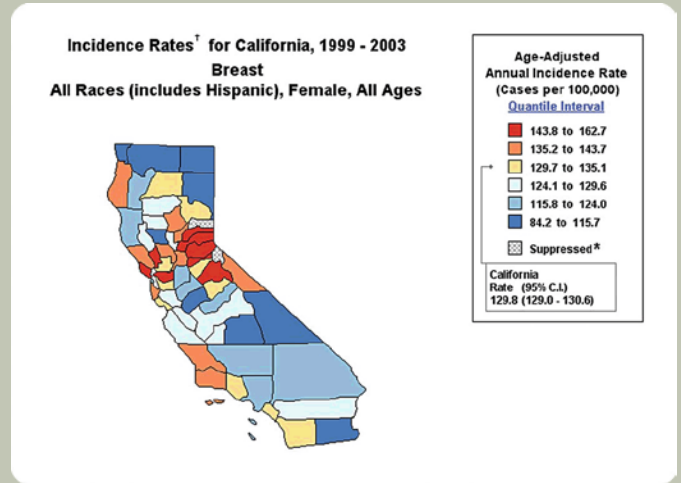 Incidence Rates† for California, 1999 - 2003
Breast
All Races (includes Hispanic), Female, All Ages
Age-Adjusted
Annual Incidence Rate
(Cases per 100,000)
Quantile Interval
143.8 to 162.7
135.2 to 143.7
129.7 to 135.1
124.1 to 129.6
115.8 to 124.0
84.2 to 115.7
Suppressed*
California
Rate (95% C.I.)
129.8 (129.0 - 130.6)